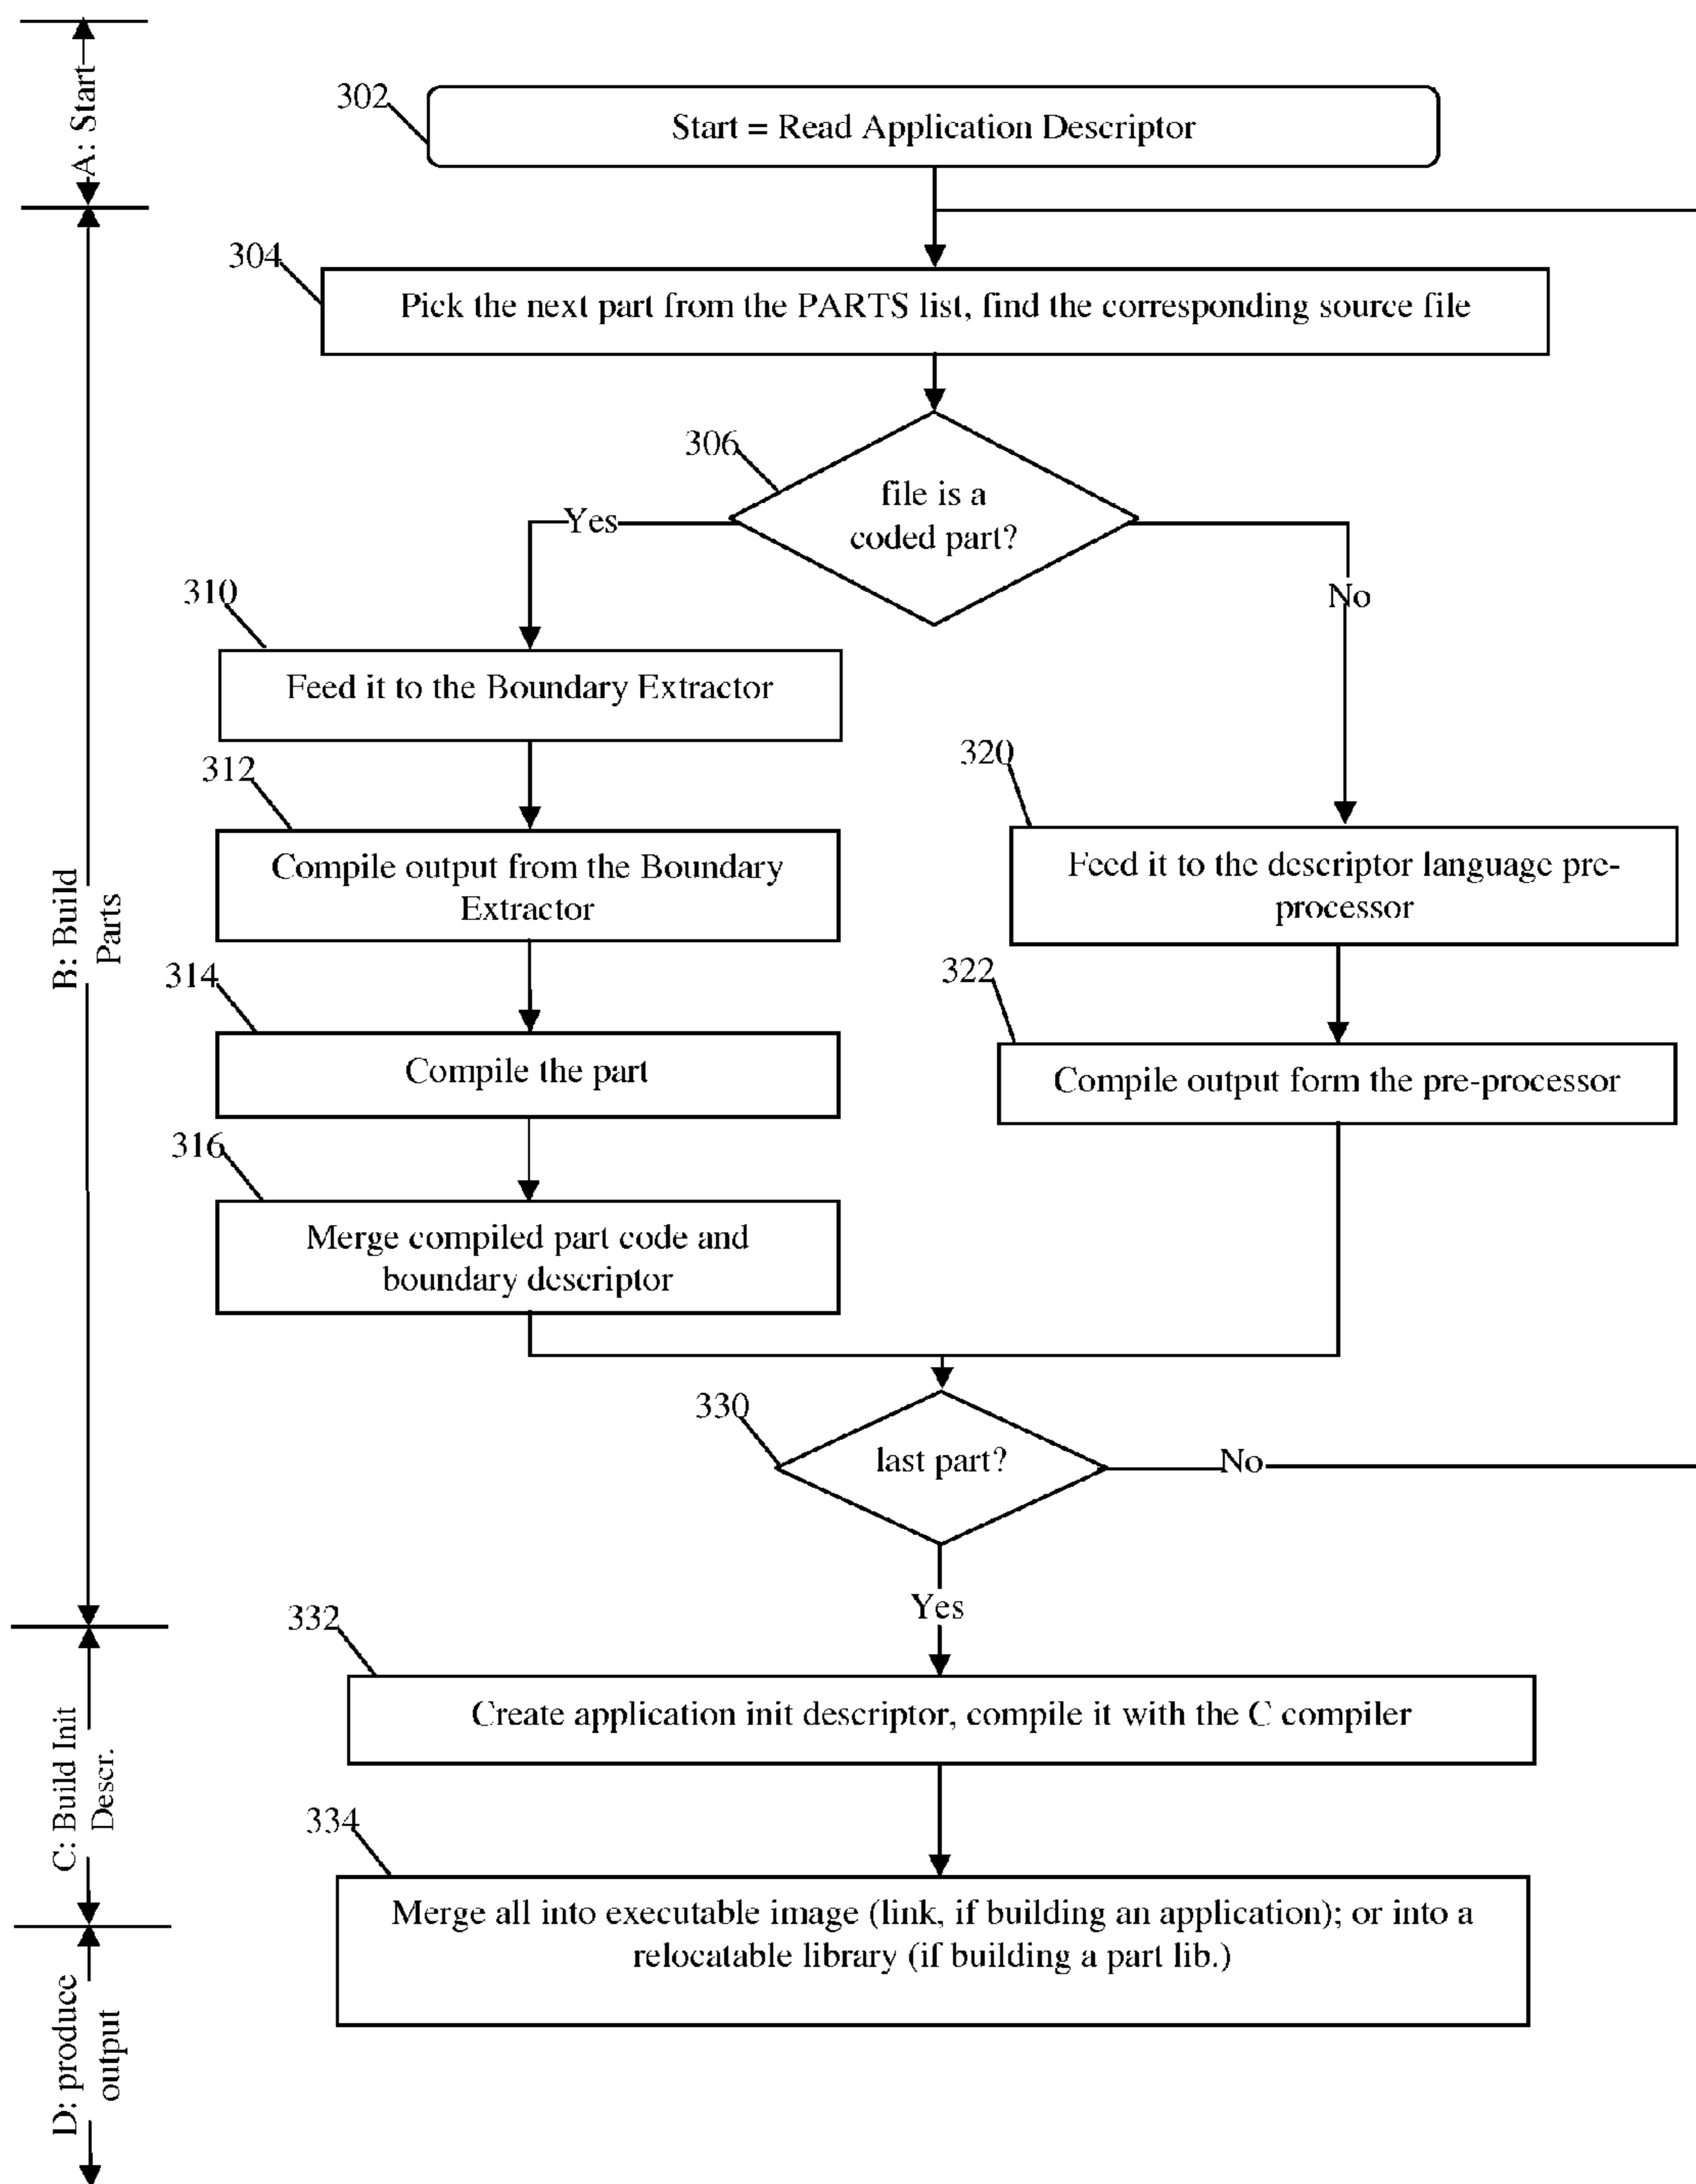 A: Start
302
Start = Read Application Descriptor
304
Pick the next part from the PARTS list, find the corresponding source file
306
file is a
coded part?
Yes
No
310
Feed it to the Boundary Extractor
312
Compile output from the Boundary
Extractor
320
Feed it to the descriptor language pre-
processor
B: Build
Parts
314
Compile the part
322
Compile output form the pre-processor
316
Merge compiled part code and
boundary descriptor
330
last part?
No
Yes
332
Create application init descriptor, compile it with the C compiler
C: Build Init
Descr.
334
Merge all into executable image (link, if building an application); or into a
relocatable library (if building a part lib.)
D: produce
output